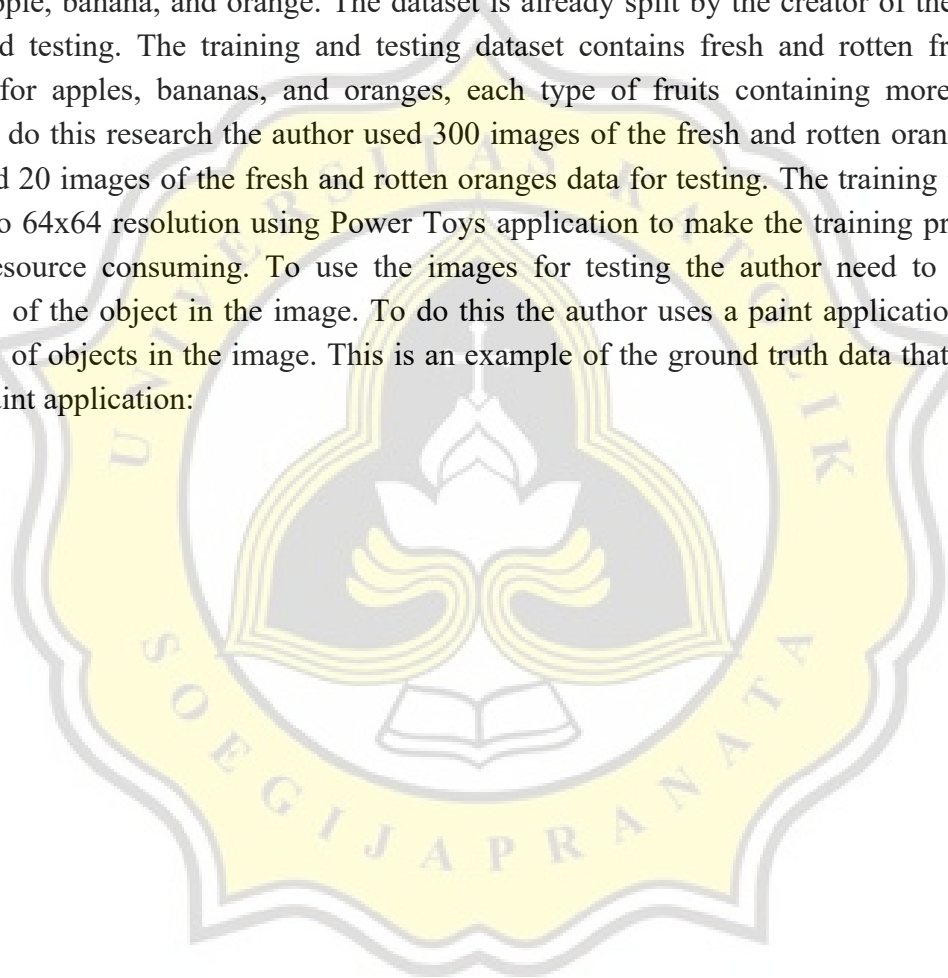 ple, banana, and orange. The dataset is already split by the creator of the
d testing. The training and testing dataset contains fresh and rotten fr
for apples, bananas, and oranges, each type of fruits containing more
do this research the author used 300 images of the fresh and rotten oran
d 20 images of the fresh and rotten oranges data for testing. The training
o 64x64 resolution using Power Toys application to make the training pr
esource consuming. To use the images for testing the author need to
of the object in the image. To do this the author uses a paint applicatio
of objects in the image. This is an example of the ground truth data that
int application:
UNIVERSITAS KATOLIK
SOEGIJAPRANATA